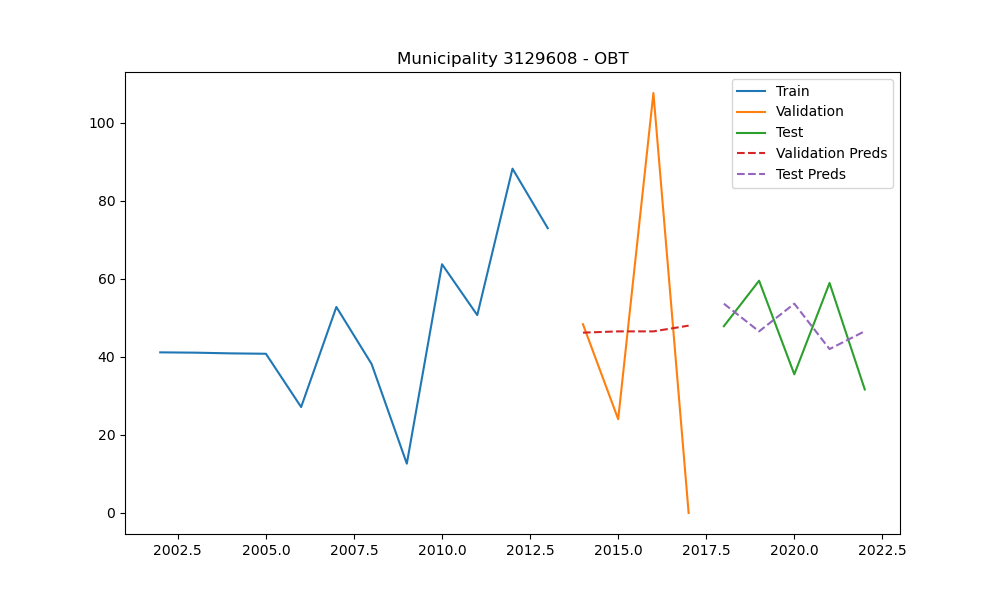 Municipality 3129608 - OBT
Train
Validation
Test
Validation Preds
Test Preds
100
80
60
40
20
0
2002.5 2005.0 2007.5 2010.0 2012.5 2015.0 2017.5 2020.0 2022.5